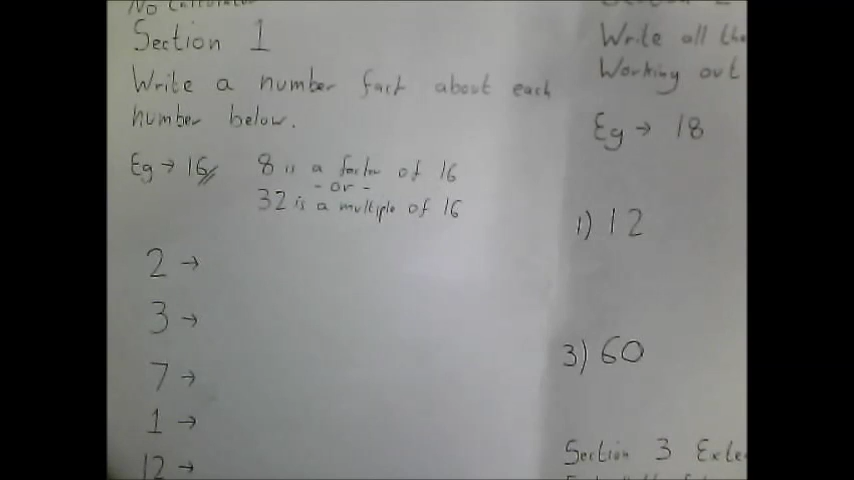 No
Section 1
Write a number fact about each
number below.
Eg → 16 8 is a factor of 16
- or -
32 is a multiple of 16
2 →
3 →
7 →
1 →
12 →
Write all the
Working out
Eg → 18
1) 12
3) 60
Section 3